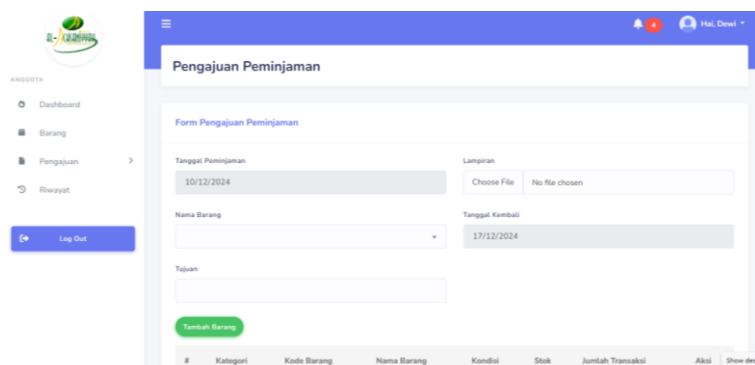 4
Hai, Dewi
Pengajuan Peminjaman
ANGGOTA
Dashboard
Barang
Pengajuan
Riwayat
Log Out
Form Pengajuan Peminjaman
Tanggal Peminjaman
10/12/2024
Lampiran
Choose File No file chosen
Nama Barang
Tanggal Kembali
17/12/2024
Tujuan
Tambah Barang
# Kategori Kode Barang Nama Barang Kondisi Stok Jumlah Transaksi Aksi
Show des